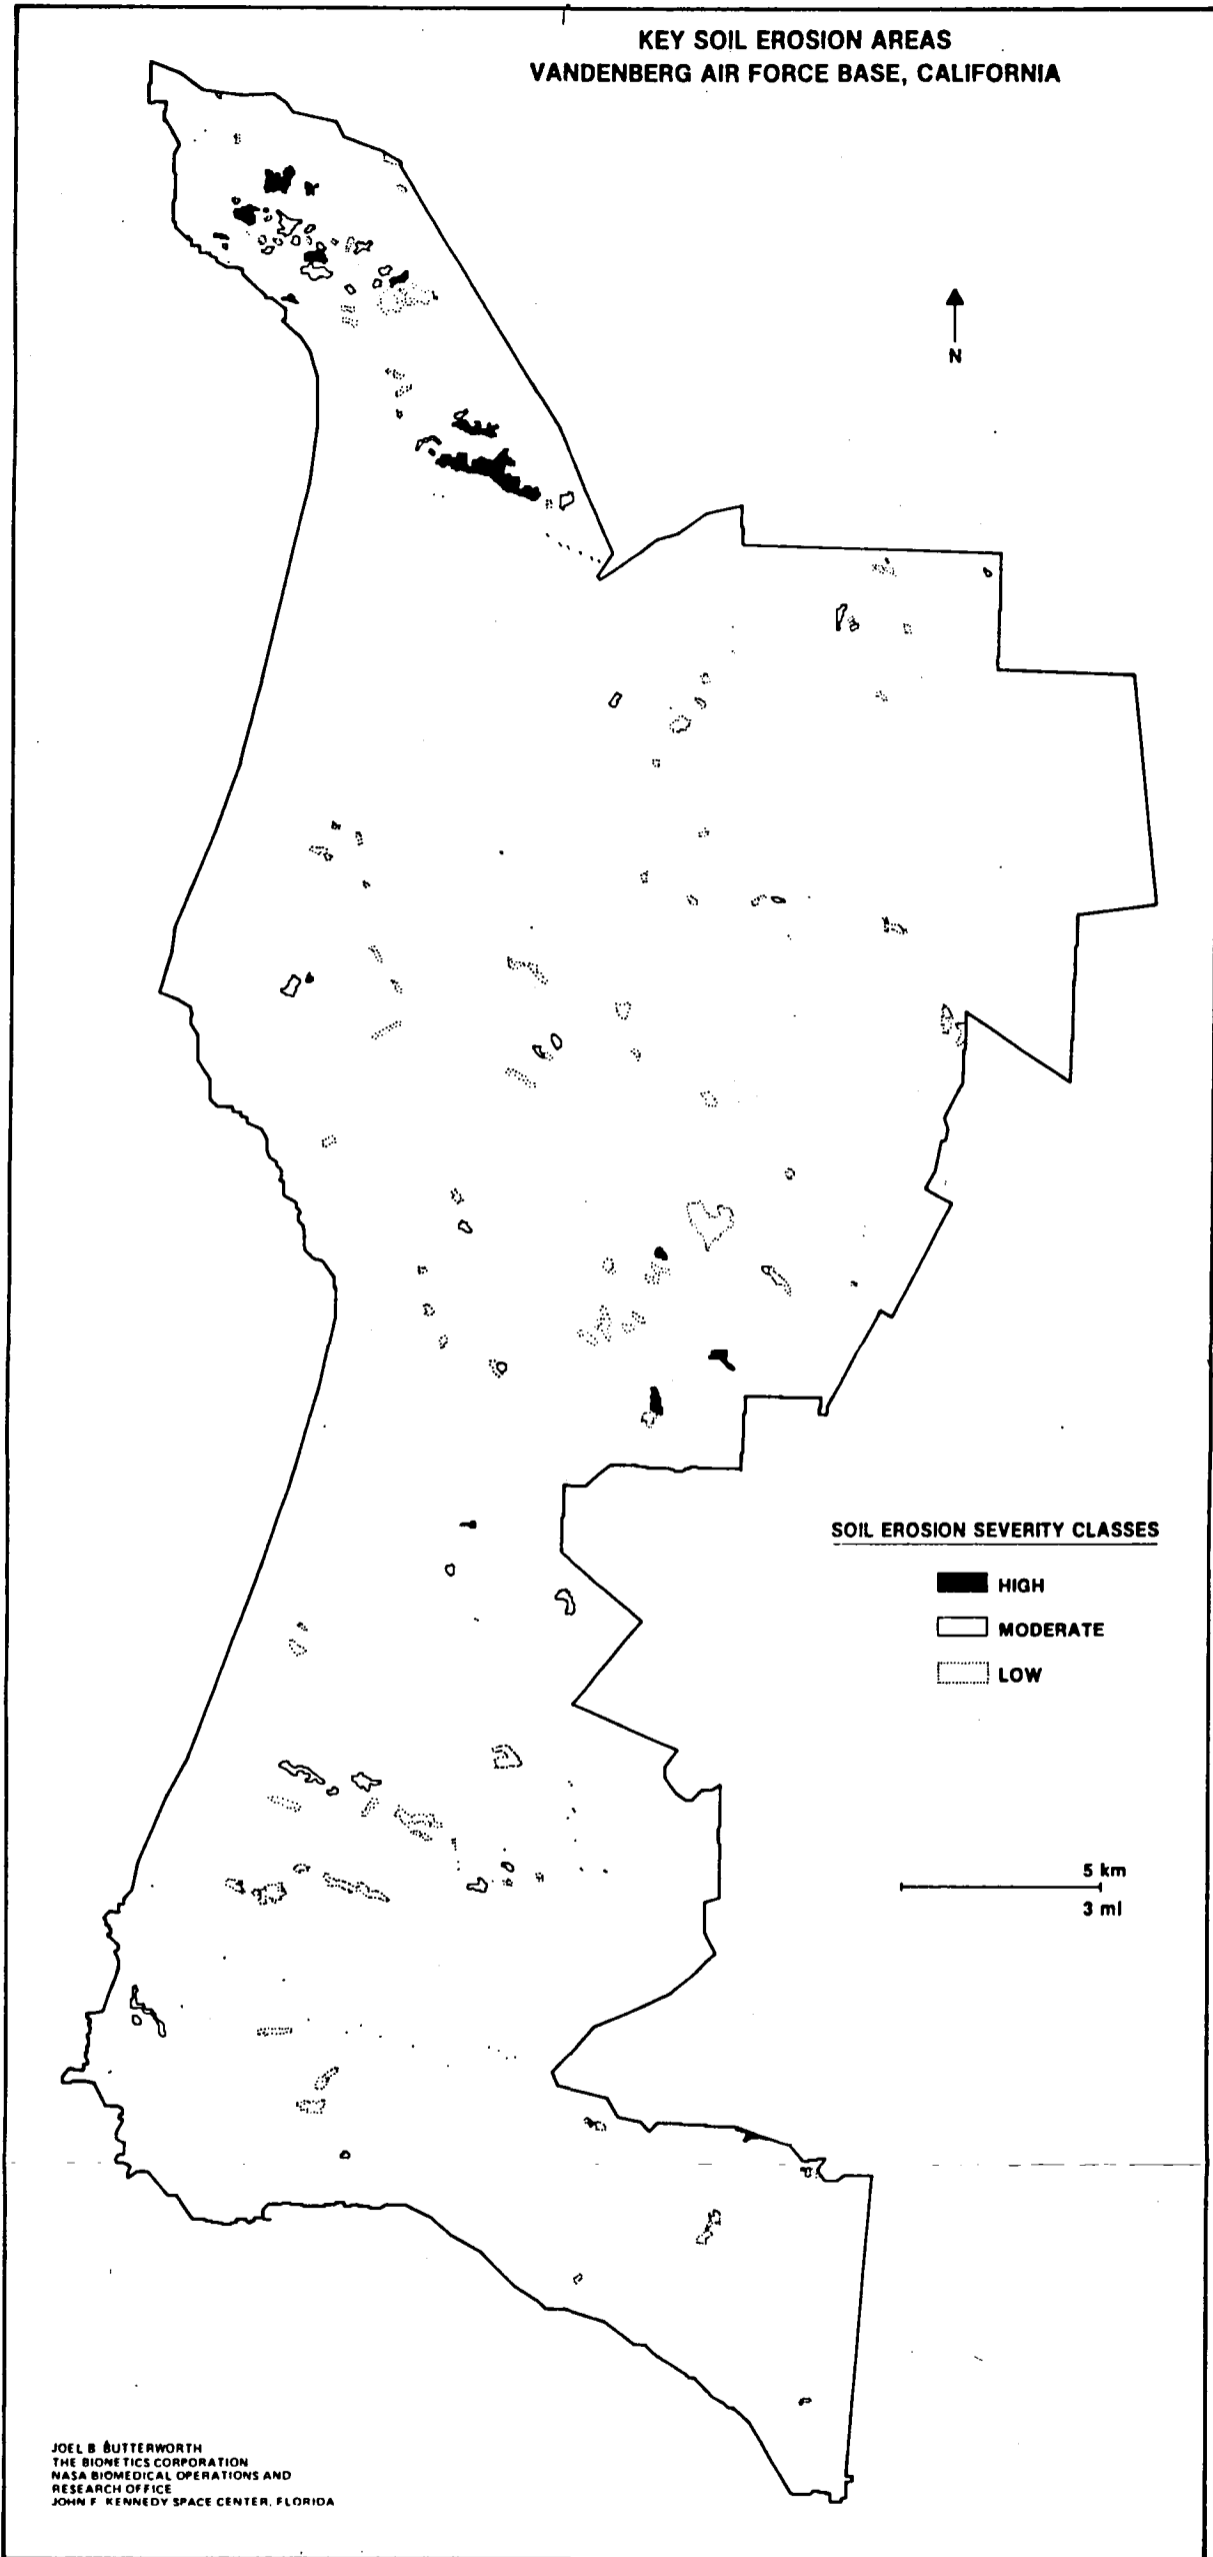 KEY SOIL EROSION AREAS
VANDENBERG AIR FORCE BASE, CALIFORNIA
N
SOIL EROSION SEVERITY CLASSES
HIGH
MODERATE
LOW
5 km
3 mi
JOEL B BUTTERWORTH
THE BIONETICS CORPORATION
NASA BIOMEDICAL OPERATIONS AND
RESEARCH OFFICE
JOHN F. KENNEDY SPACE CENTER, FLORIDA